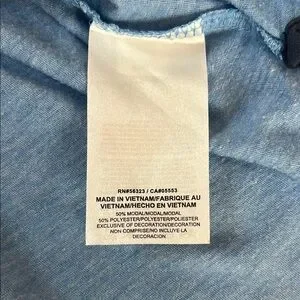 RN#56323 / CA#05553
MADE IN VIETNAM/FABRIQUE AU
VIETNAM/HECHO EN VIETNAM
50% MODAL/MODAL/MODAL
50% POLYESTER/POLYESTER/POLIESTER
EXCLUSIVE OF DECORATION/DECORATION
NON COMPRISE/NO INCLUYE LA
DECORACION